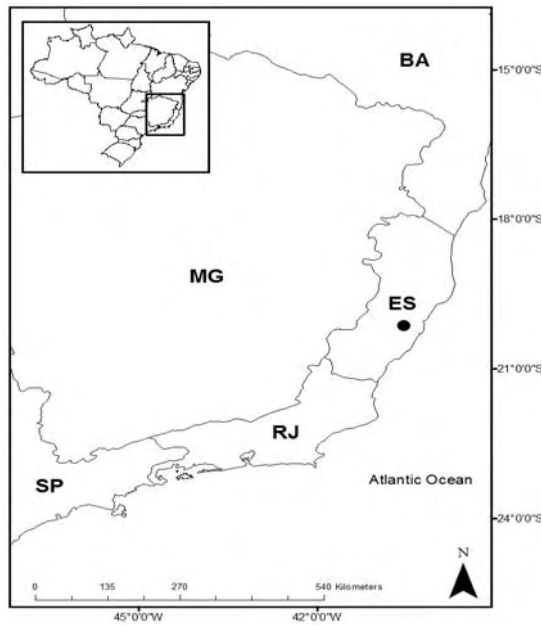 BA
15°0'0"S
18°0'0"S
MG
ES
21°0'0"S
RJ
SP
Atlantic Ocean
24°0'0"S
N
0 135 270 540 Kilometers
45°0'0"W 42°0'0"W